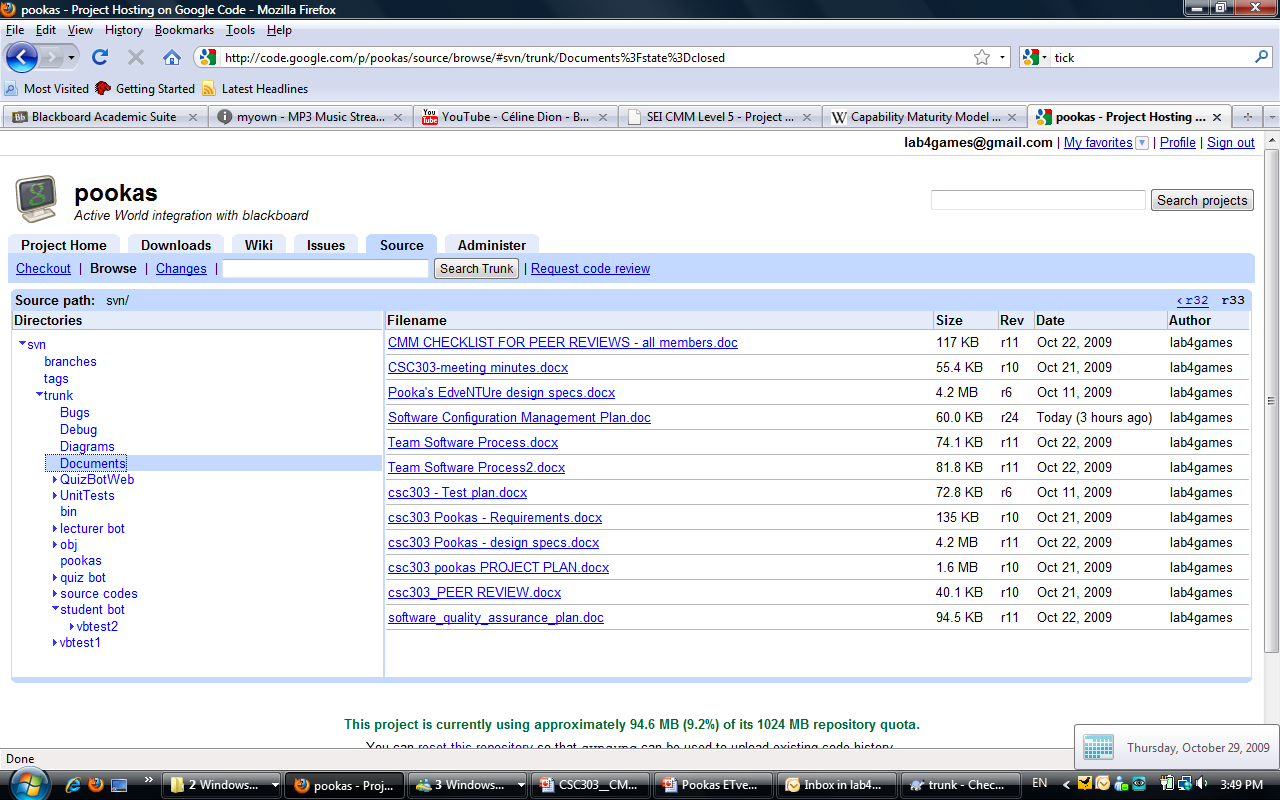 pookas - Project Hosting on Google Code - Mozilla Firefox
File Edit View History Bookmarks Tools Help
http://code.google.com/p/pookas/source/browse/#svn/trunk/Documents%3Fstate%3Dclosed tick
Most Visited Getting Started Latest Headlines
Blackboard Academic Suite myown - MP3 Music Strea... YouTube - Céline Dion - B... SEI CMM Level 5 - Project ... Capability Maturity Model ... pookas - Project Hosting ...
lab4games@gmail.com | My favorites | Profile | Sign out
pookas
Active World integration with blackboard
Search projects
Project Home Downloads Wiki Issues Source Administer
Checkout | Browse | Changes | Search Trunk | Request code review
Source path: svn/ ‹r32 r33
Directories Filename Size Rev Date Author
svn
branches
tags
trunk
Bugs
Debug
Diagrams
Documents
QuizBotWeb
UnitTests
bin
lecturer bot
obj
pookas
quiz bot
source codes
student bot
vbtest2
vbtest1
CMM CHECKLIST FOR PEER REVIEWS - all members.doc 117 KB r11 Oct 22, 2009 lab4games
CSC303-meeting minutes.docx 55.4 KB r10 Oct 21, 2009 lab4games
Pooka's EdveNTUre design specs.docx 4.2 MB r6 Oct 11, 2009 lab4games
Software Configuration Management Plan.doc 60.0 KB r24 Today (3 hours ago) lab4games
Team Software Process.docx 74.1 KB r11 Oct 22, 2009 lab4games
Team Software Process2.docx 81.8 KB r11 Oct 22, 2009 lab4games
csc303 - Test plan.docx 72.8 KB r6 Oct 11, 2009 lab4games
csc303 Pookas - Requirements.docx 135 KB r10 Oct 21, 2009 lab4games
csc303 Pookas - design specs.docx 4.2 MB r11 Oct 22, 2009 lab4games
csc303 pookas PROJECT PLAN.docx 1.6 MB r10 Oct 21, 2009 lab4games
csc303_PEER REVIEW.docx 40.1 KB r10 Oct 21, 2009 lab4games
software_quality_assurance_plan.doc 94.5 KB r11 Oct 22, 2009 lab4games
This project is currently using approximately 94.6 MB (9.2%) of its 1024 MB repository quota.
You can reset this repository so that svnsync can be used to upload existing code history.
Thursday, October 29, 2009
Done
2 Windows... pookas - Proj... 3 Windows... CSC303__CM... Pookas ETve... Inbox in lab4... trunk - Chec... EN 3:49 PM